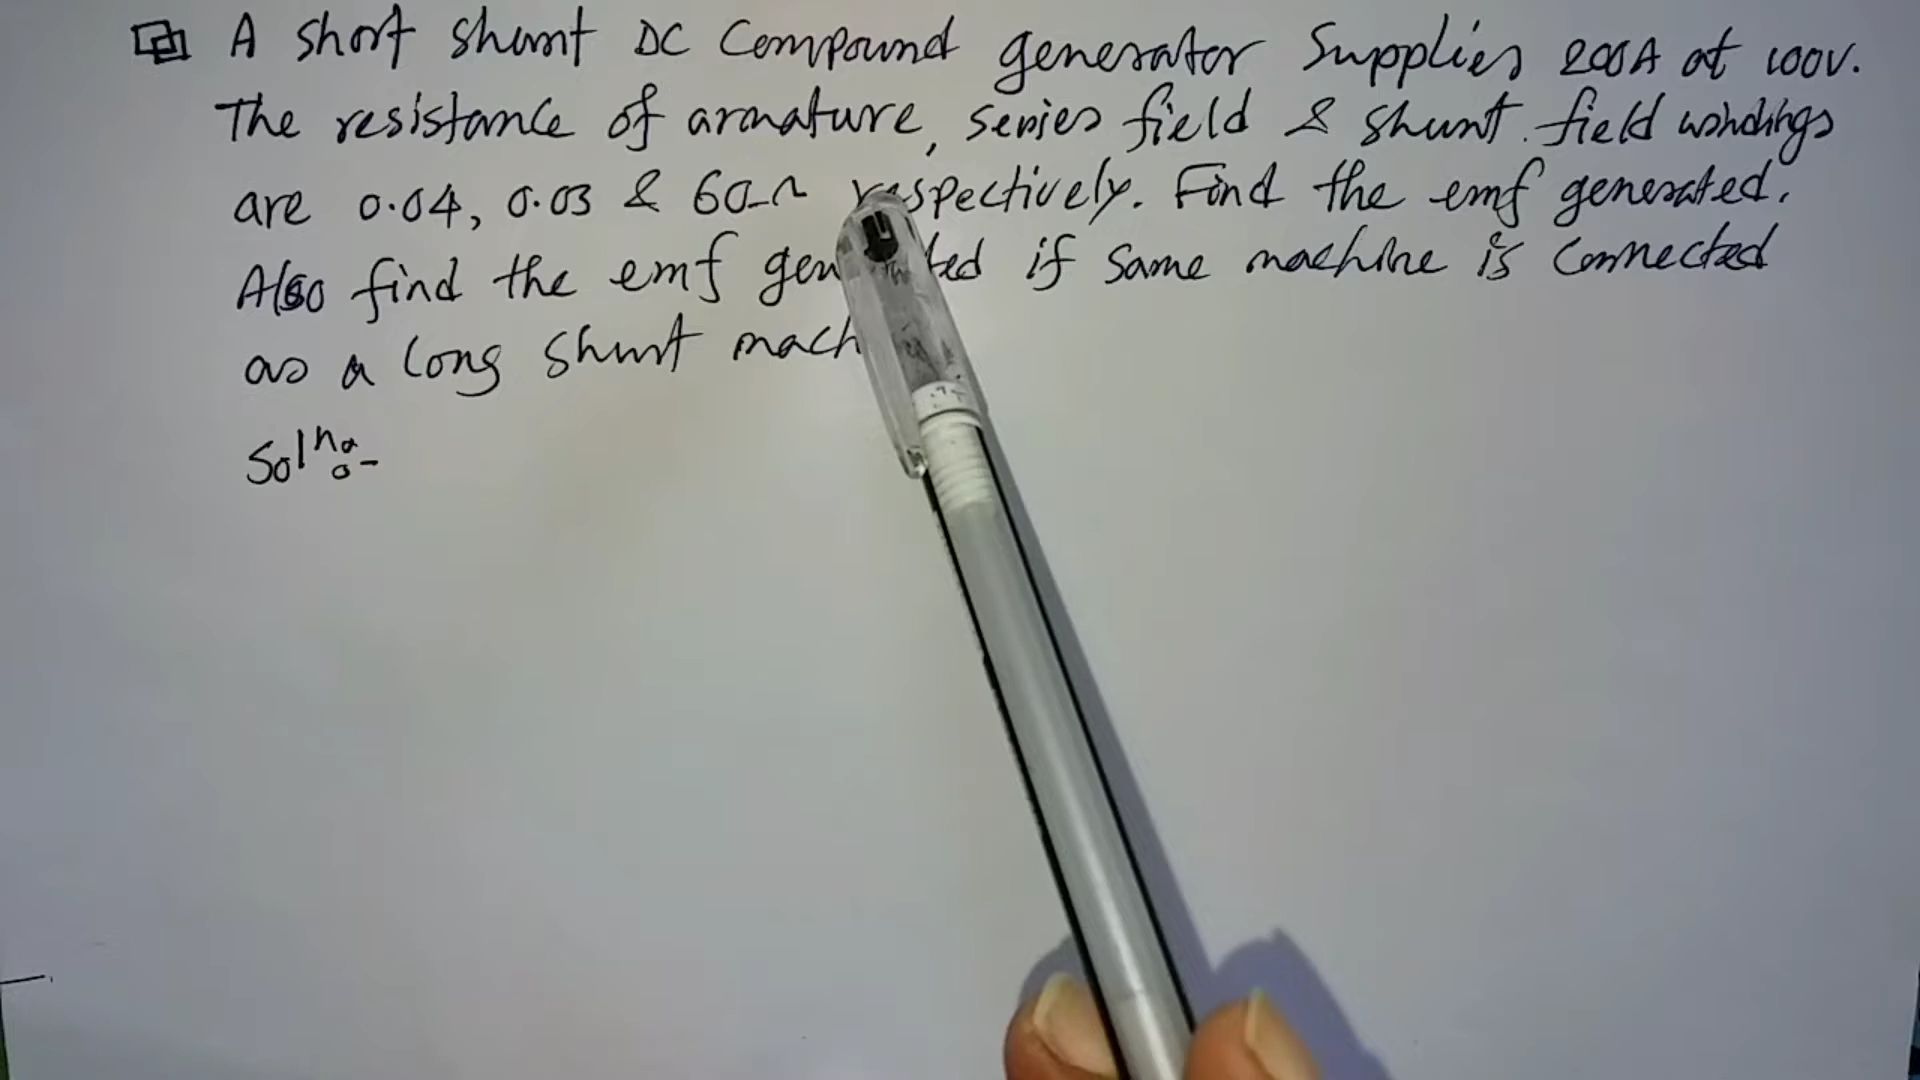 A short shunt DC Compound generator Supplies 200A at 100V.
The resistance of armature, series field & shunt field windings
are 0.04, 0.03 & 60Ω respectively. Find the emf generated.
Also find the emf if same machine is connected
as a long shunt
Soln:-